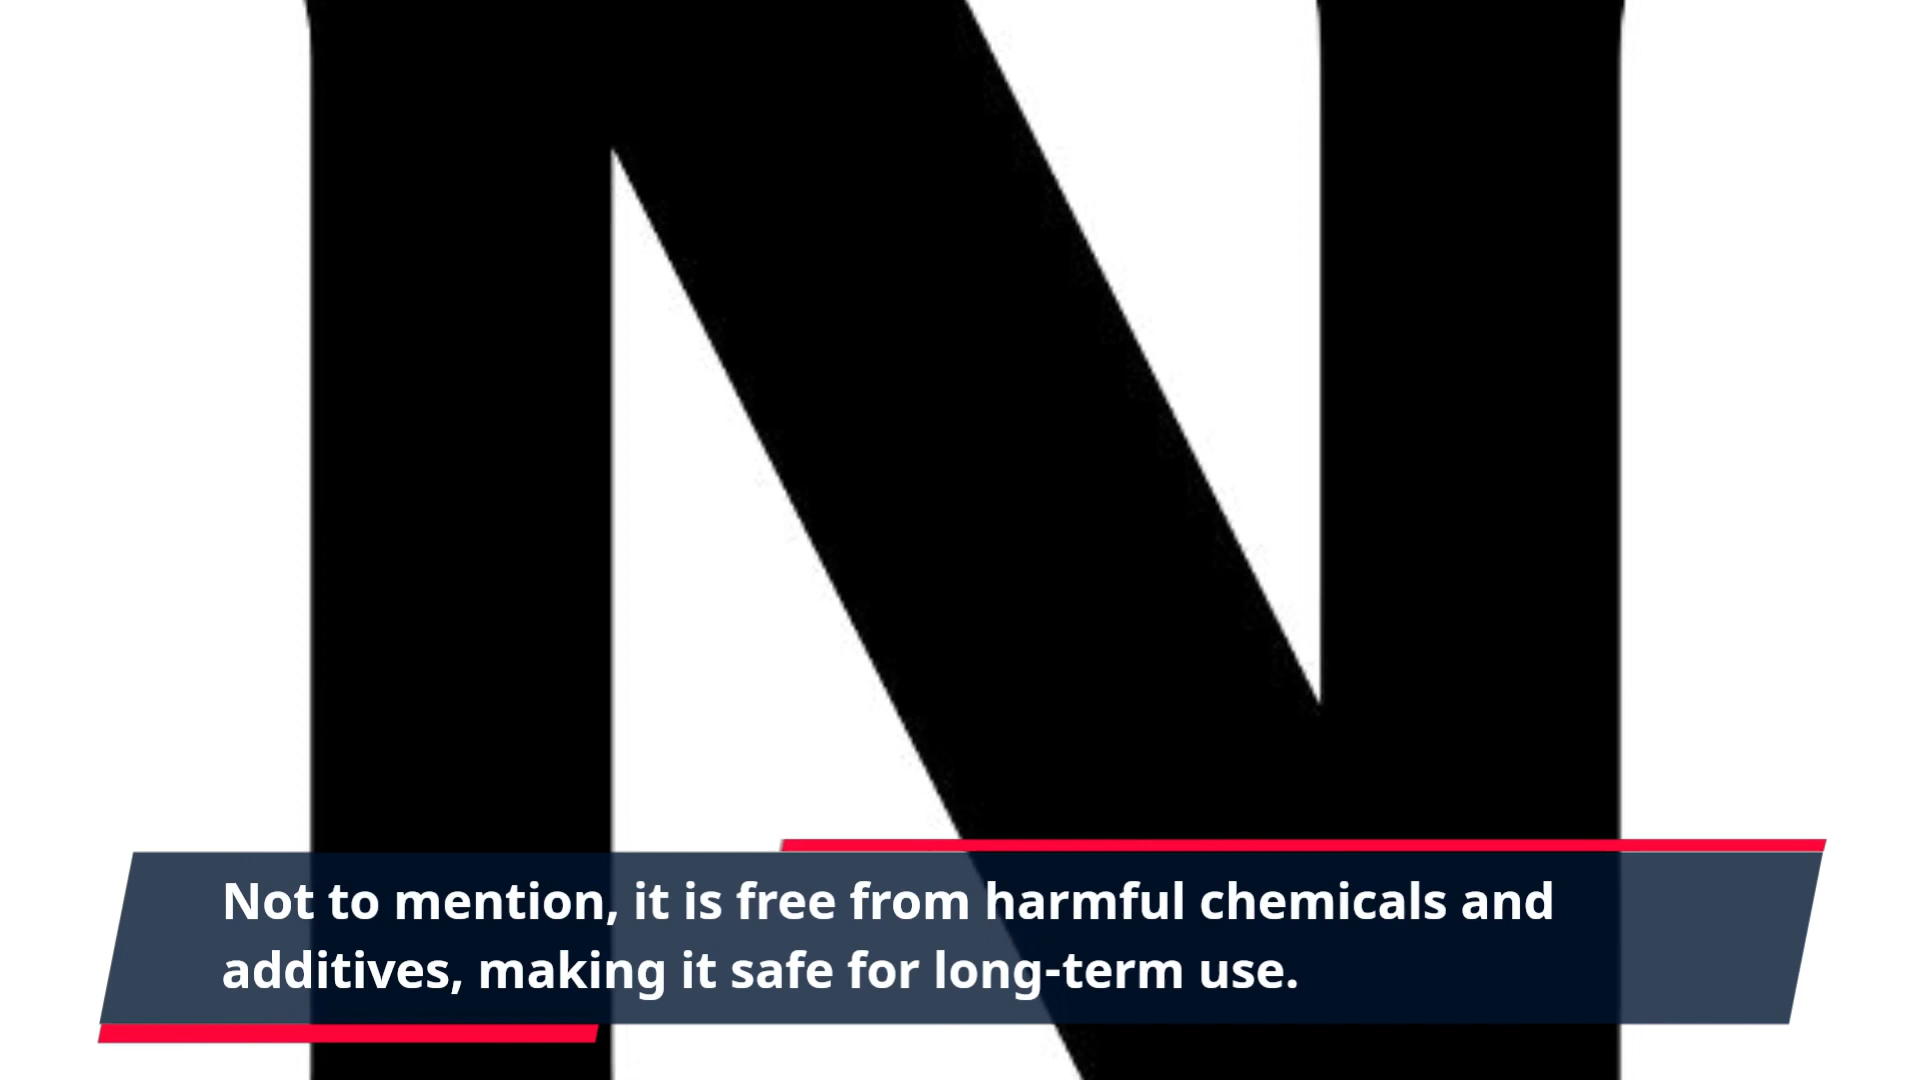 N
Not to mention, it is free from harmful chemicals and
additives, making it safe for long-term use.